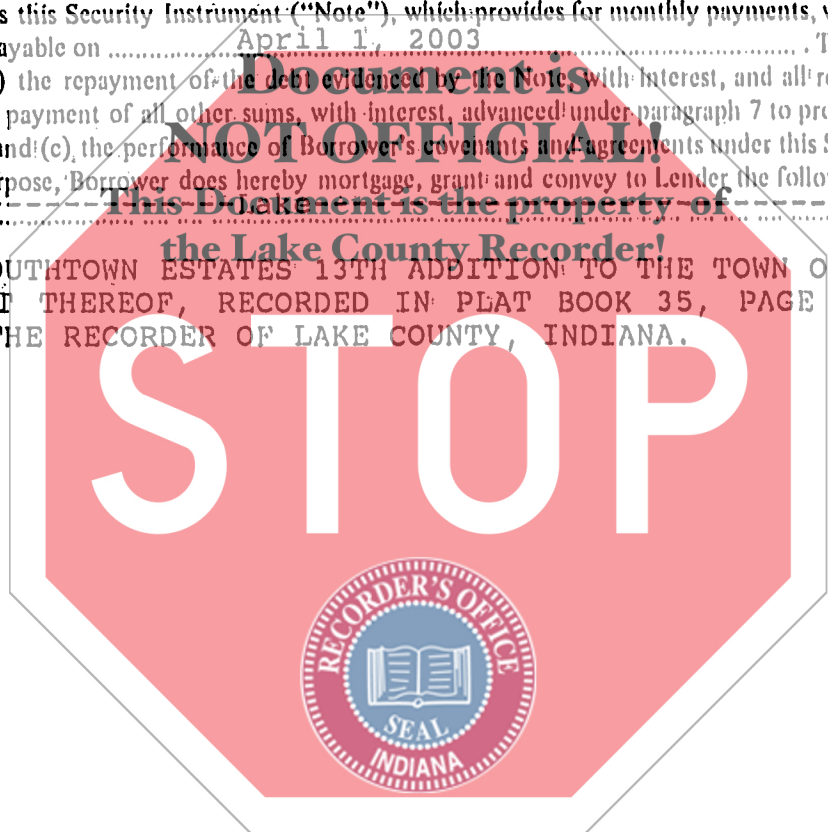 s this Security Instrument ("Note"), which provides for monthly payments,
ayable on April 1, 2003 .
) the repayment of the debt evidenced by the Note, with interest, and all
Document is
payment of all other sums, with interest, advanced under paragraph 7 to
NOT OFFICIAL!
and (c) the performance of Borrower's covenants and agreements under this
rpose, Borrower does hereby mortgage, grant and convey to Lender the
Lake
This Document is the property of
the Lake County Recorder!
OUTHTOWN ESTATES 13TH ADDITION TO THE TOWN
THEREOF, RECORDED IN PLAT BOOK 35, PAGE
HE RECORDER OF LAKE COUNTY, INDIANA.
STOP
RECORDER'S OFFICE
SEAL
INDIANA